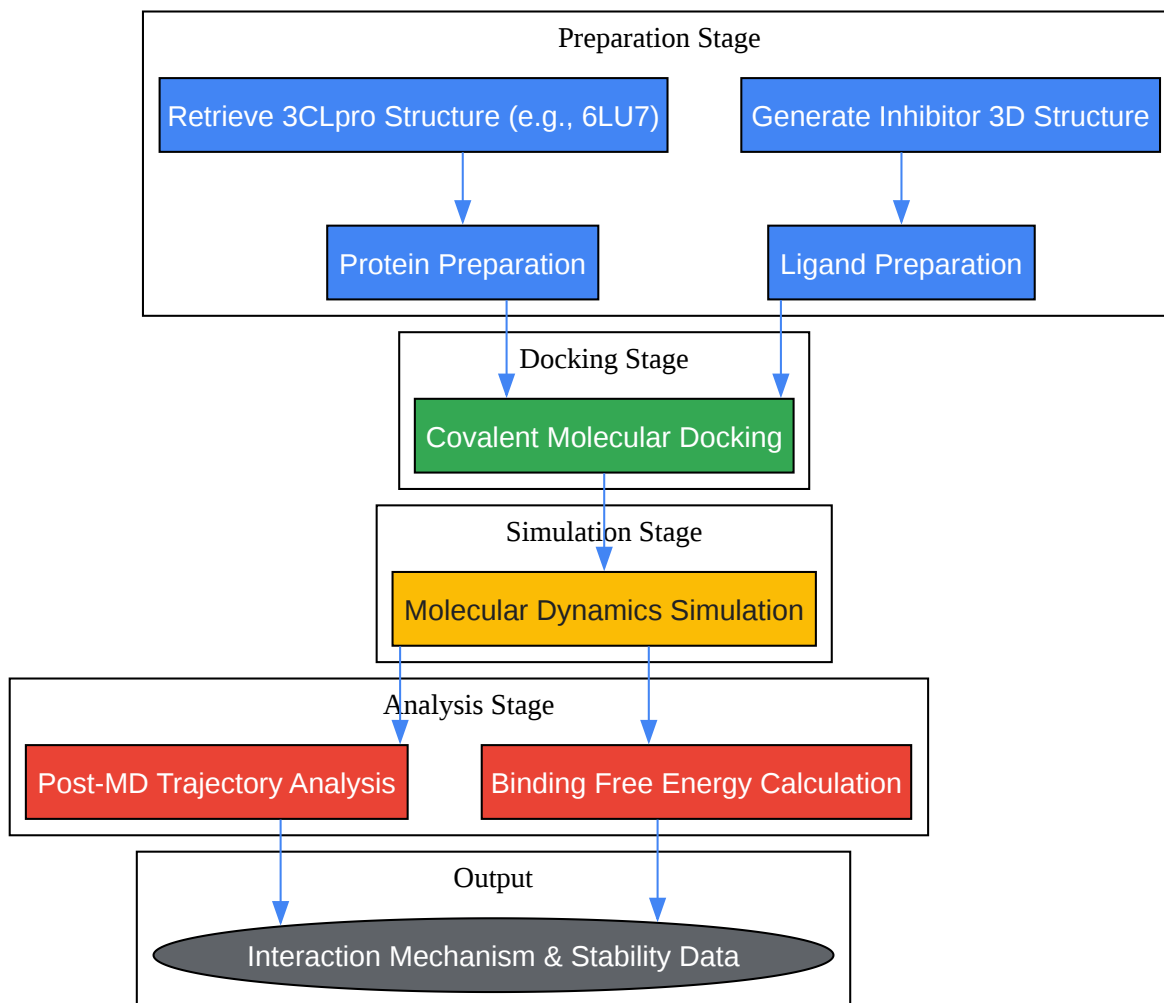 Preparation Stage
Retrieve 3CLpro Structure (e.g., 6LU7)
Generate Inhibitor 3D Structure
Protein Preparation
Ligand Preparation
Docking Stage
Covalent Molecular Docking
Simulation Stage
Molecular Dynamics Simulation
Analysis Stage
Post-MD Trajectory Analysis
Binding Free Energy Calculation
Output
Interaction Mechanism & Stability Data